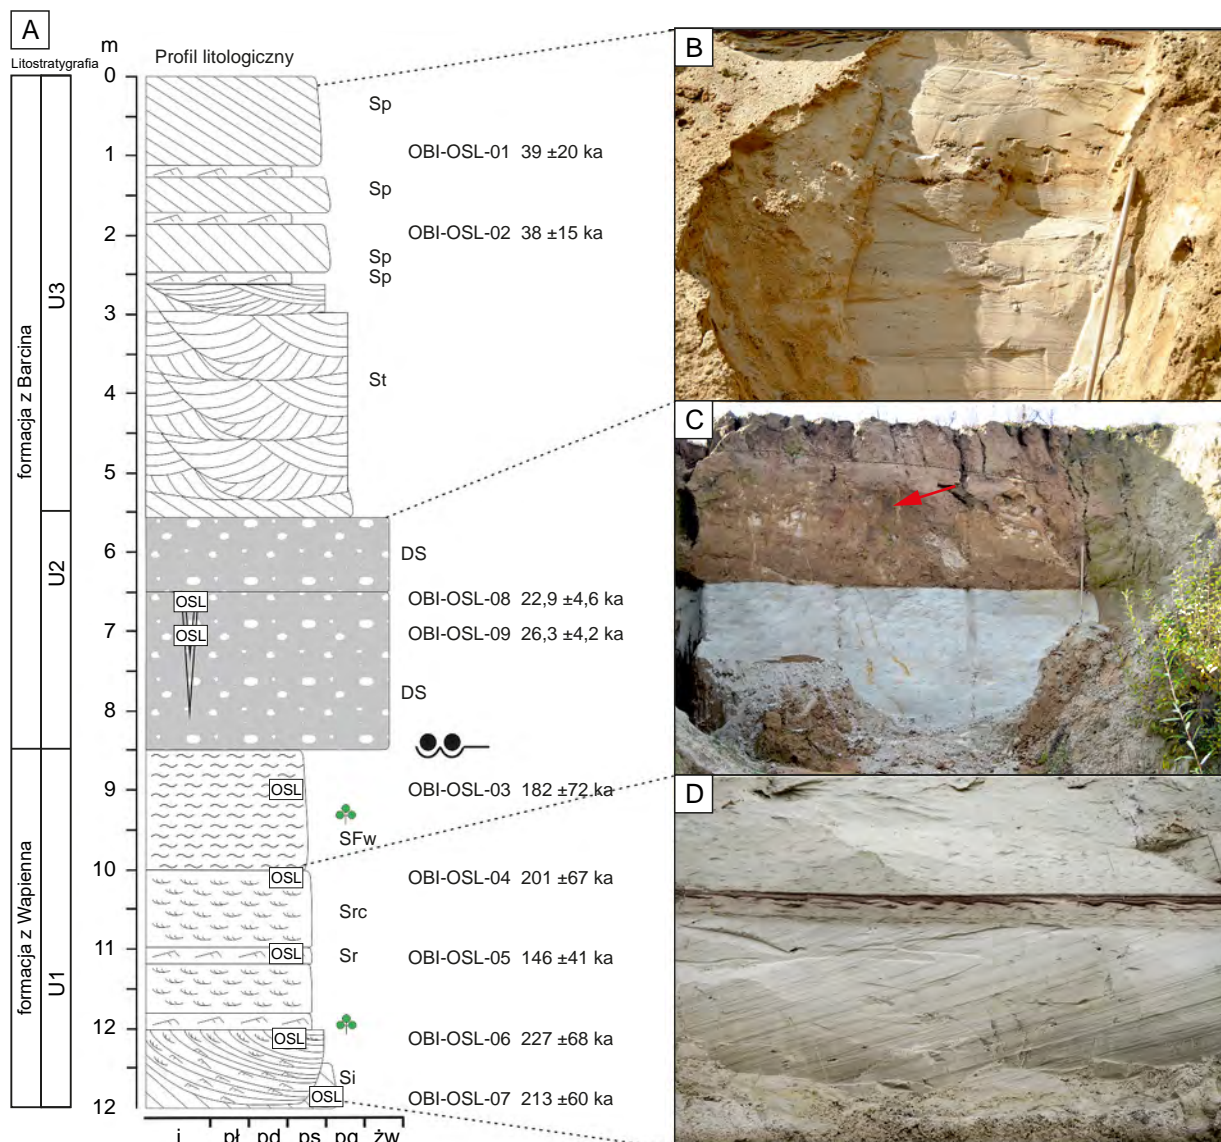 A
Litostratygrafia
m
Profil litologiczny
0
1
2
3
4
5
6
7
8
9
10
11
12
12
formacja z Barcina
formacja z Wapienna
U3
U2
U1
Sp
OBI-OSL-01 39 ±20 ka
Sp
OBI-OSL-02 38 ±15 ka
Sp
Sp
St
DS
OSL
OBI-OSL-08 22,9 ±4,6 ka
OSL
OBI-OSL-09 26,3 ±4,2 ka
DS
OSL
OBI-OSL-03 182 ±72 ka
SFw
OSL
OBI-OSL-04 201 ±67 ka
Src
OSL
Sr
OBI-OSL-05 146 ±41 ka
OSL
OBI-OSL-06 227 ±68 ka
Si
OSL
OBI-OSL-07 213 ±60 ka
i pł pd ps pg żw
B
C
D